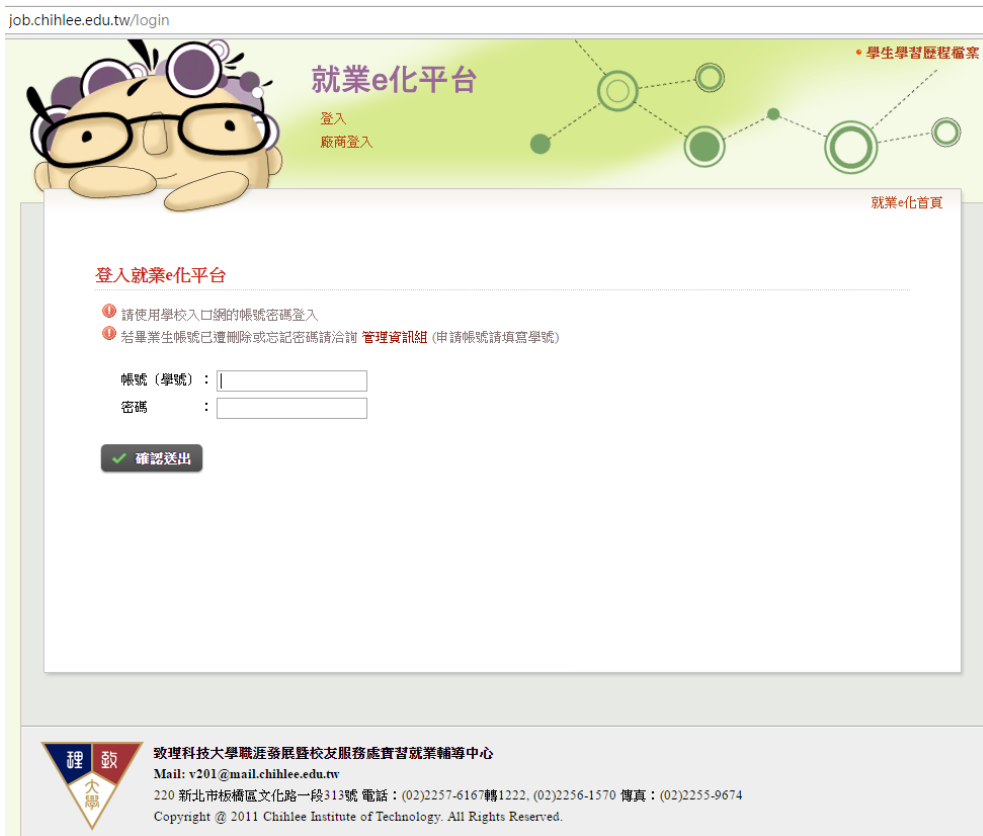 job.chihlee.edu.tw/login
• 學生學習歷程檔案
就業e化平台
登入
廠商登入
就業e化首頁
登入就業e化平台
請使用學校入口網的帳號密碼登入
若畢業生帳號已遭刪除或忘記密碼請洽詢 管理資訊組 (申請帳號請填寫學號)
帳號（學號）：
密碼 ：
確認送出
理 致
大學
致理科技大學職涯發展暨校友服務處實習就業輔導中心
Mail: v201@mail.chihlee.edu.tw
220 新北市板橋區文化路一段313號 電話：(02)2257-6167轉1222, (02)2256-1570 傳真：(02)2255-9674
Copyright @ 2011 Chihlee Institute of Technology. All Rights Reserved.